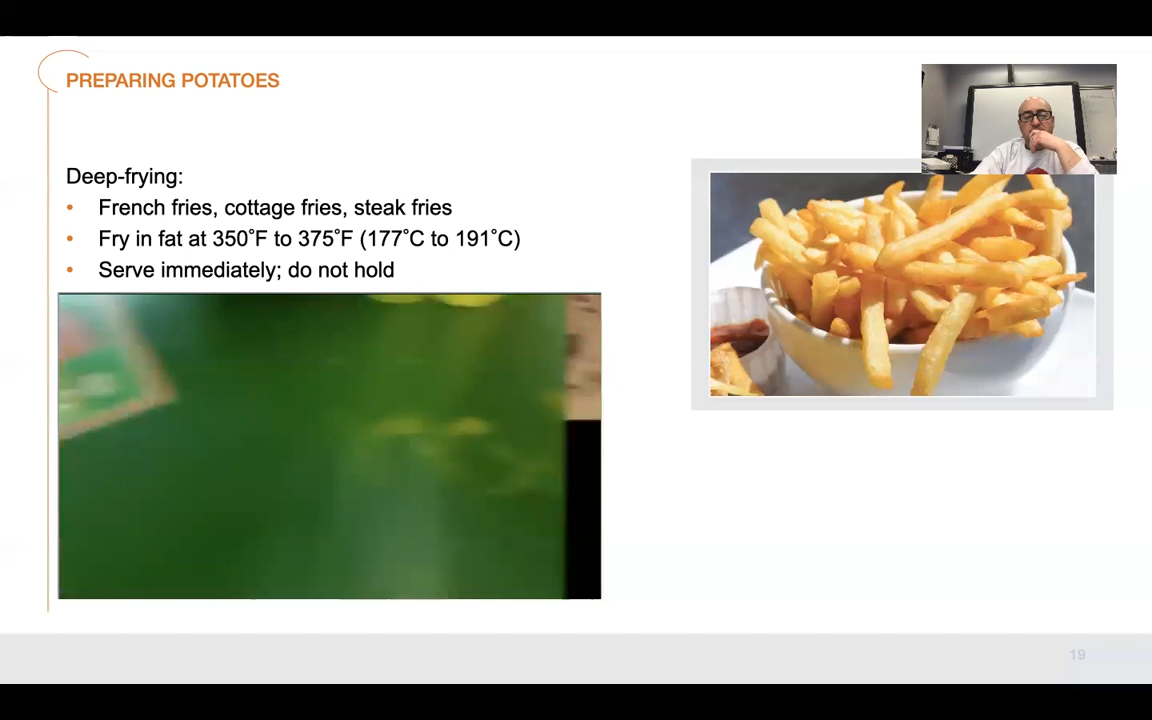 PREPARING POTATOES
Deep-frying:
• French fries, cottage fries, steak fries
• Fry in fat at 350˚F to 375˚F (177˚C to 191˚C)
• Serve immediately; do not hold
19